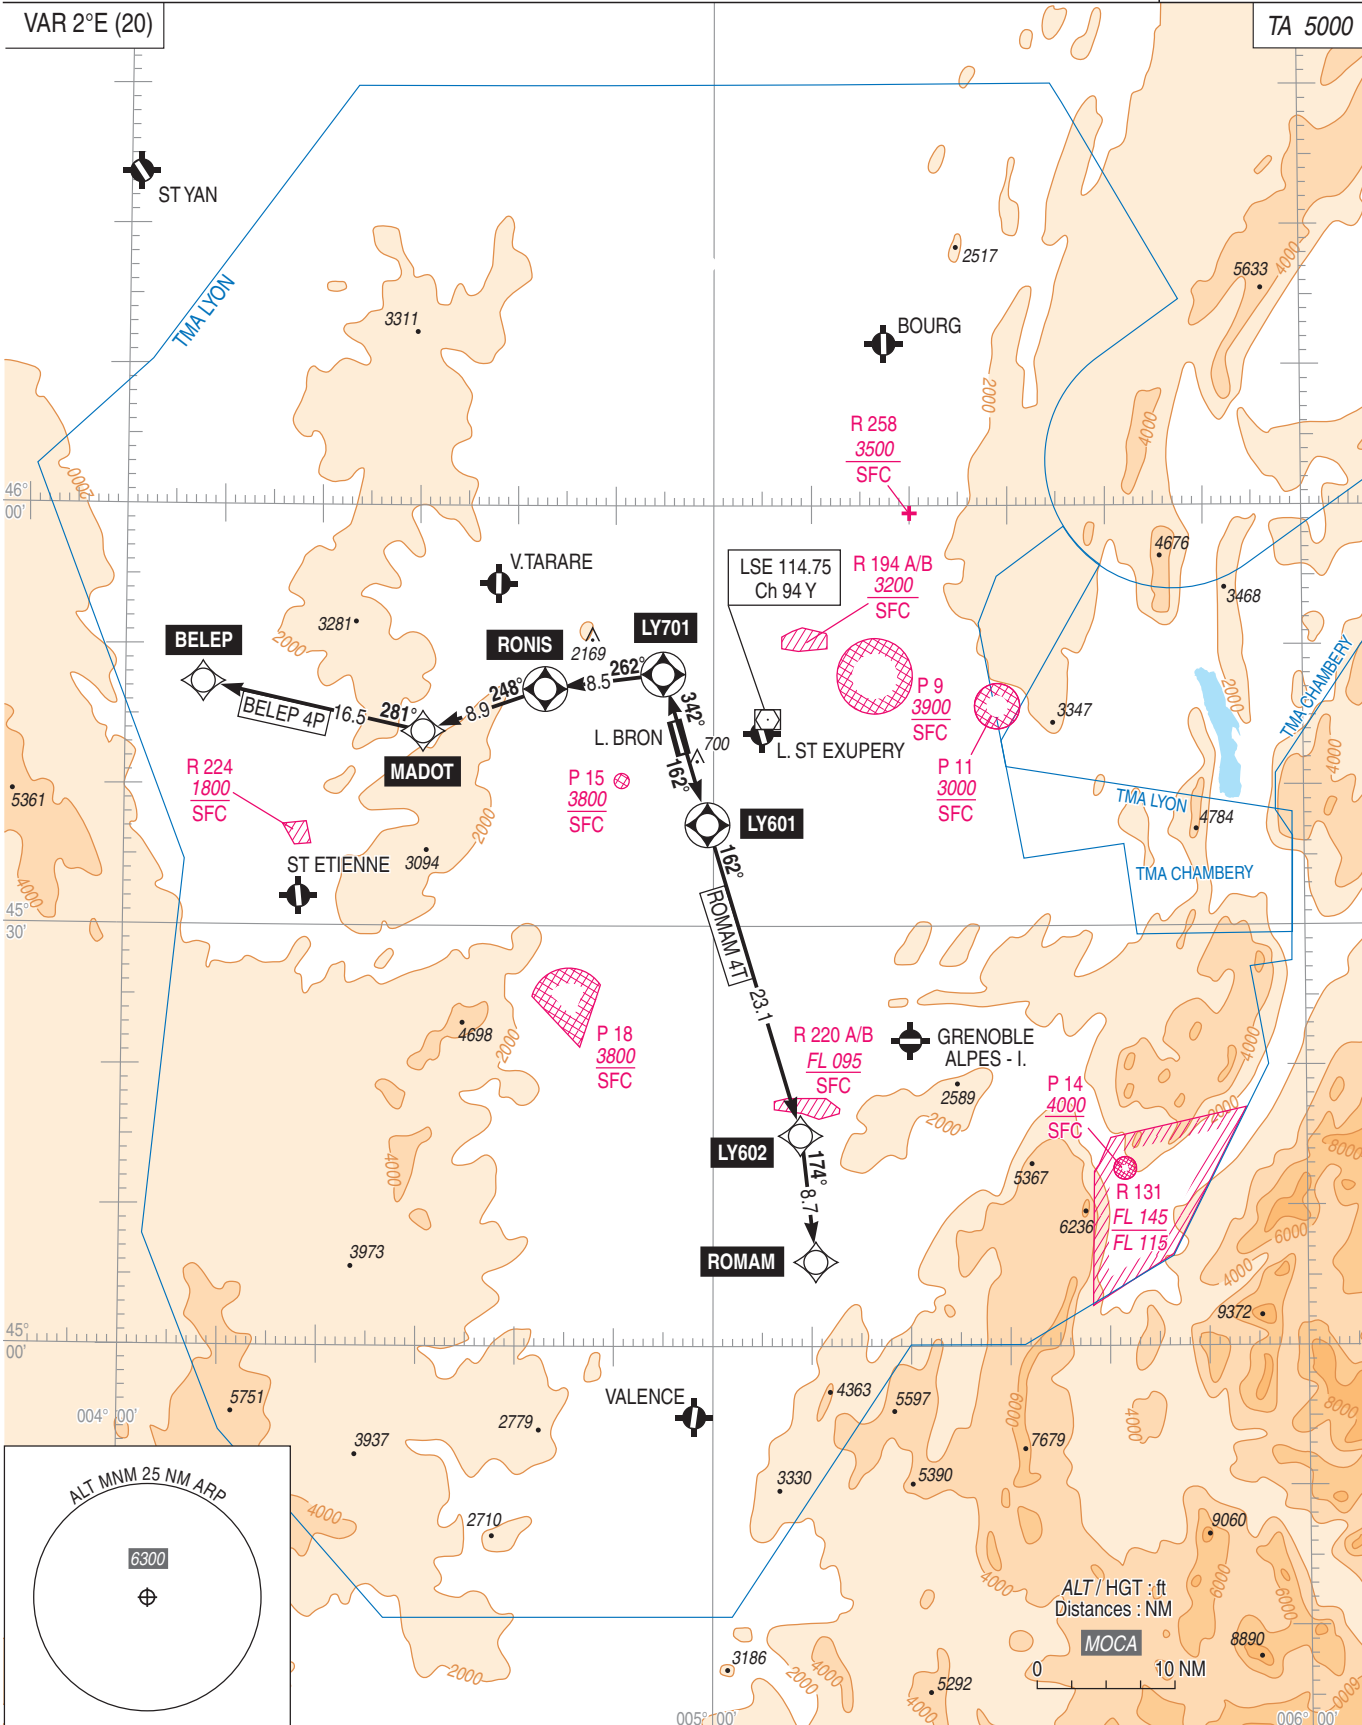 VAR 2°E (20)
TA 5000
ST YAN
TMA LYON
3311
2517
5633
4000
BOURG
2000
4000
R 258
3500
SFC
2000
46°
00'
4676
3468
V.TARARE
LSE 114.75
Ch 94 Y
R 194 A/B
3200
SFC
3281
2000
BELEP
RONIS
LY701
2169
262°
8.5
248°
8.9
281°
16.5
BELEP 4P
MADOT
342°
162°
L. BRON
700
L. ST EXUPERY
P 9
3900
SFC
P 11
3000
SFC
3347
2000
TMA CHAMBERY
4000
R 224
1800
SFC
5361
P 15
3800
SFC
LY601
2000
3094
ST ETIENNE
TMA LYON
4784
TMA CHAMBERY
4000
45°
30'
162°
ROMAM 4T
23.1
4698
2000
P 18
3800
SFC
R 220 A/B
FL 095
SFC
GRENOBLE
ALPES - I.
2589
2000
4000
P 14
4000
SFC
2000
8000
LY602
174°
8.7
4000
5367
6236
R 131
FL 145
FL 115
6000
4000
ROMAM
3973
9372
45°
00'
5751
004° 00'
VALENCE
4363
5597
6000
4000
8000
2779
3937
7679
3330
5390
ALT MNM 25 NM ARP
6300
4000
2710
9060
6000
4000
6000
ALT / HGT : ft
Distances : NM
MOCA
0
10 NM
8890
2000
3186
2000
4000
5292
4000
6000
005° 00'
006° 00'